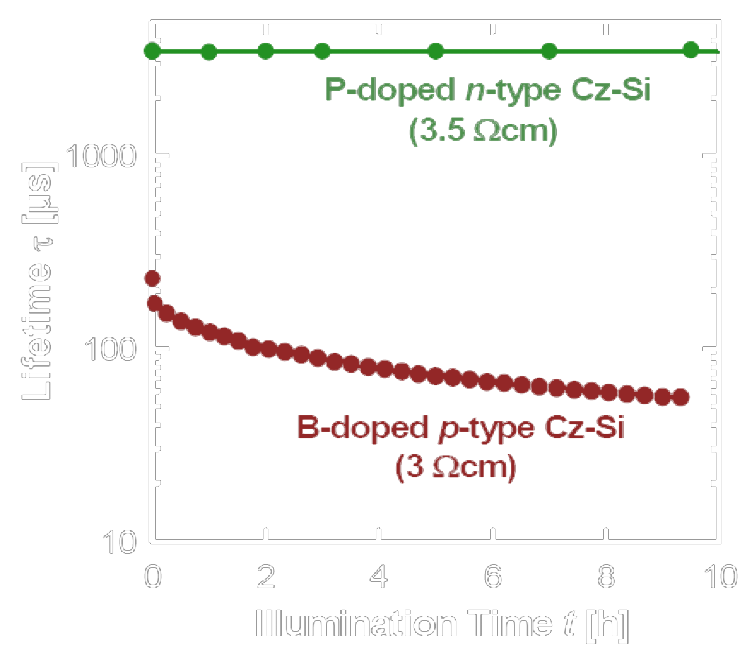 P-doped n-type Cz-Si
(3.5 Ωcm)
1000
Lifetime τ [µs]
100
B-doped p-type Cz-Si
(3 Ωcm)
10
0 2 4 6 8 10
Illumination Time t [h]